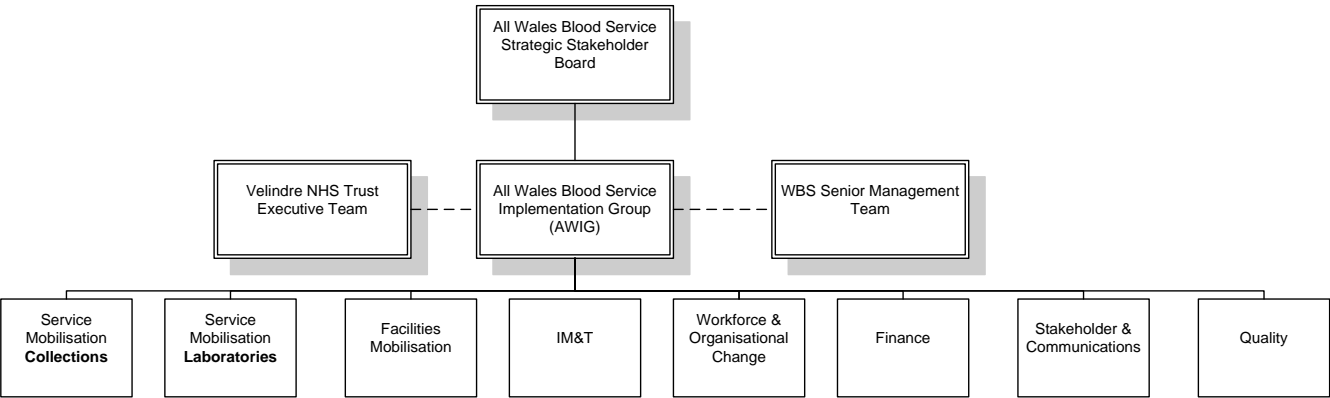 All Wales Blood Service
Strategic Stakeholder
Board
Velindre NHS Trust
Executive Team
All Wales Blood Service
Implementation Group
(AWIG)
WBS Senior Management
Team
Service
Mobilisation
Collections
Service
Mobilisation
Laboratories
Facilities
Mobilisation
IM&T
Workforce &
Organisational
Change
Finance
Stakeholder &
Communications
Quality